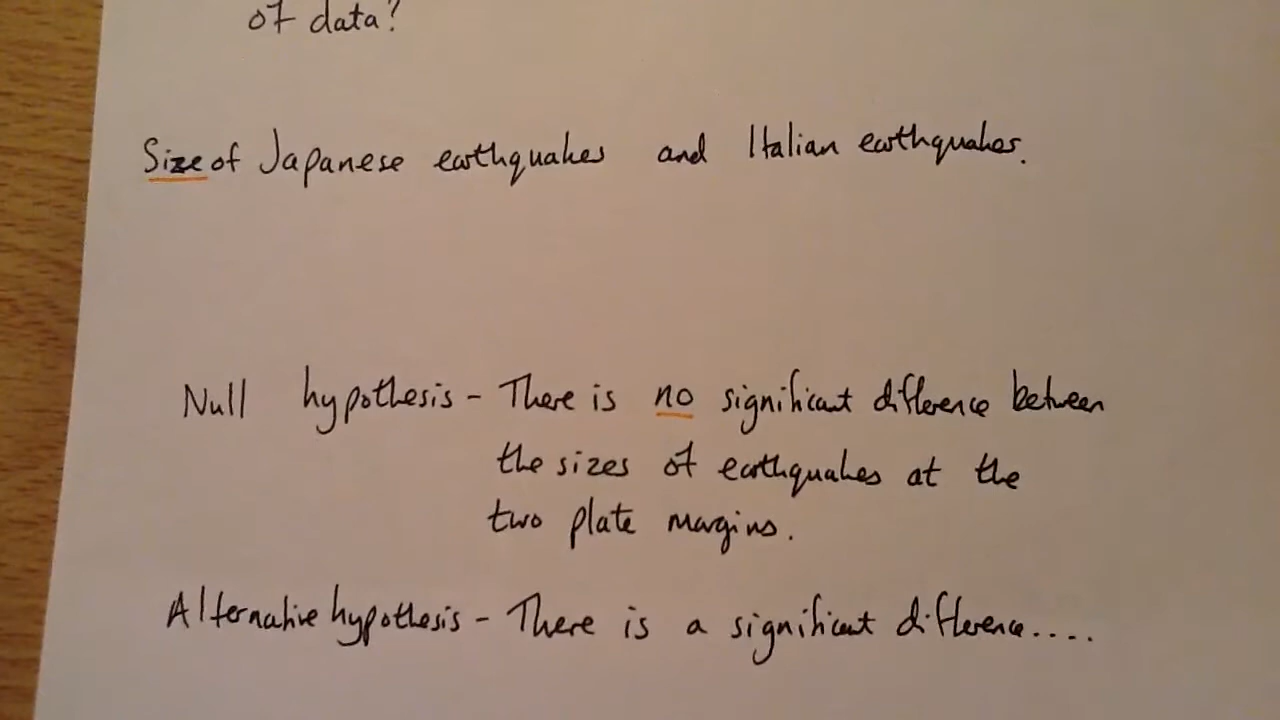 of data?
Size of Japanese earthquakes and Italian earthquakes.
Null hypothesis - There is no significant difference between
the sizes of earthquakes at the
two plate margins.
Alternative hypothesis - There is a significant difference....